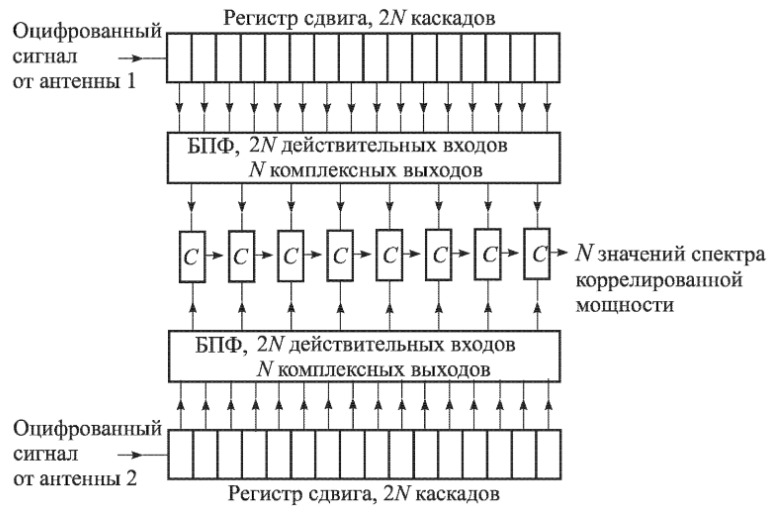 Регистр сдвига, 2N каскадов
Оцифрованный
сигнал
от антенны 1
БПФ, 2N действительных входов
N комплексных выходов
C C C C C C C C
N значений спектра
коррелированной
мощности
БПФ, 2N действительных входов
N комплексных выходов
Оцифрованный
сигнал
от антенны 2
Регистр сдвига, 2N каскадов